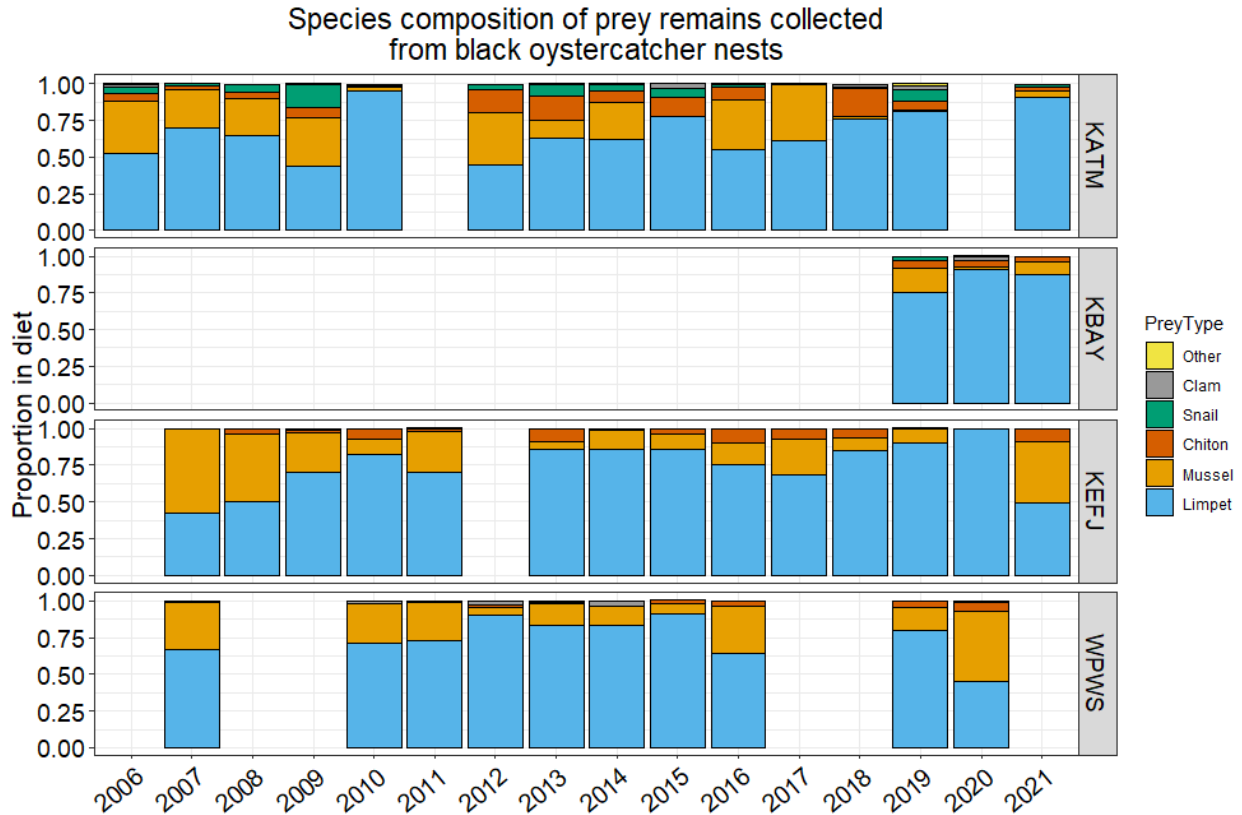 Species composition of prey remains collected
from black oystercatcher nests
Proportion in diet
1.00
0.75
0.50
0.25
0.00
KATM
1.00
0.75
0.50
0.25
0.00
KBAY
1.00
0.75
0.50
0.25
0.00
KEFJ
1.00
0.75
0.50
0.25
0.00
WPWS
2006 2007 2008 2009 2010 2011 2012 2013 2014 2015 2016 2017 2018 2019 2020 2021
PreyType
Other
Clam
Snail
Chiton
Mussel
Limpet